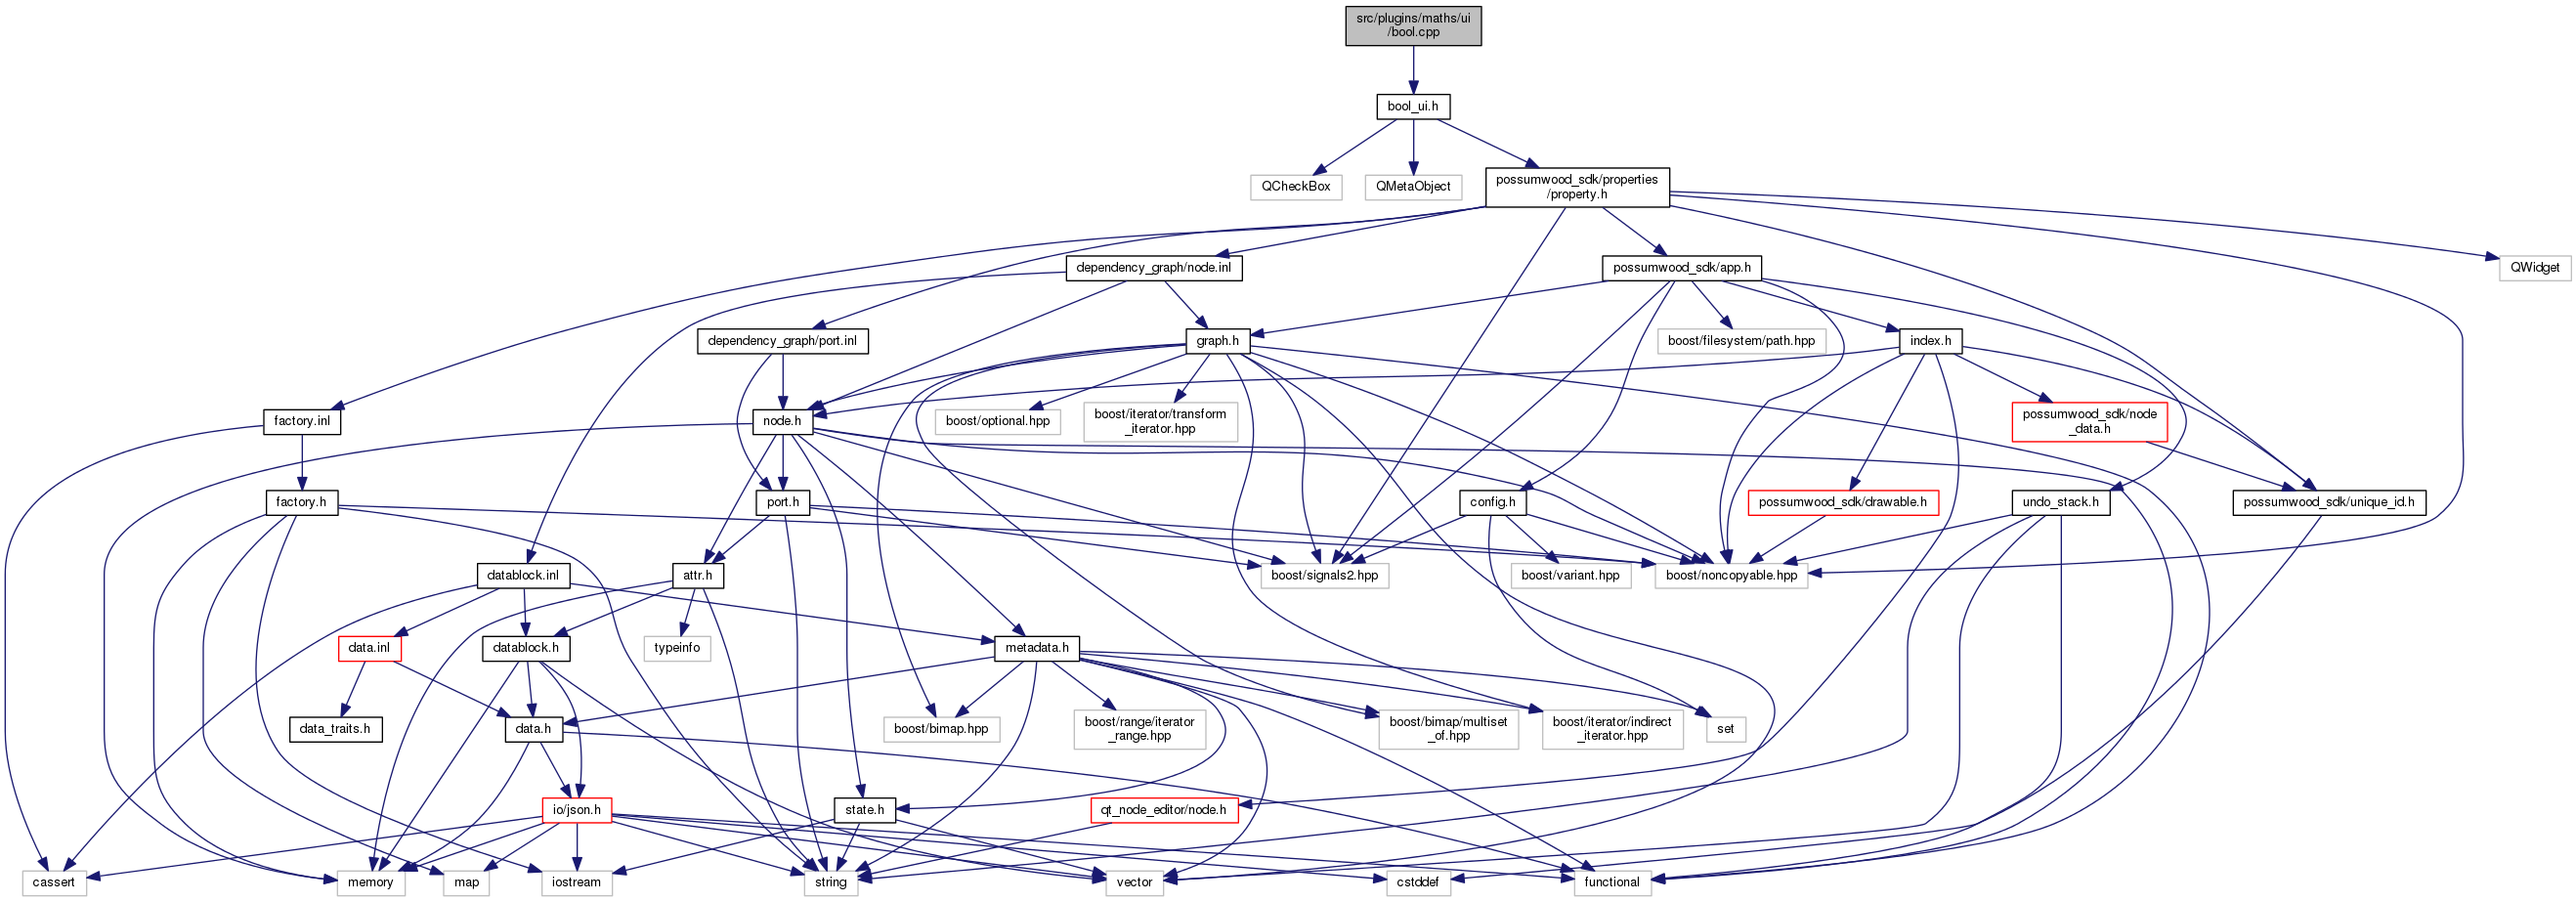 src/plugins/maths/ui
/bool.cpp
bool_ui.h
QCheckBox
QMetaObject
possumwood_sdk/properties
/property.h
dependency_graph/node.inl
possumwood_sdk/app.h
QWidget
dependency_graph/port.inl
graph.h
boost/filesystem/path.hpp
index.h
factory.inl
node.h
boost/optional.hpp
boost/iterator/transform
_iterator.hpp
possumwood_sdk/node
_data.h
factory.h
port.h
config.h
possumwood_sdk/drawable.h
undo_stack.h
possumwood_sdk/unique_id.h
datablock.inl
attr.h
boost/signals2.hpp
boost/variant.hpp
boost/noncopyable.hpp
data.inl
datablock.h
typeinfo
metadata.h
data_traits.h
data.h
boost/bimap.hpp
boost/range/iterator
_range.hpp
boost/bimap/multiset
_of.hpp
boost/iterator/indirect
_iterator.hpp
set
io/json.h
state.h
qt_node_editor/node.h
cassert
memory
map
iostream
string
vector
cstddef
functional